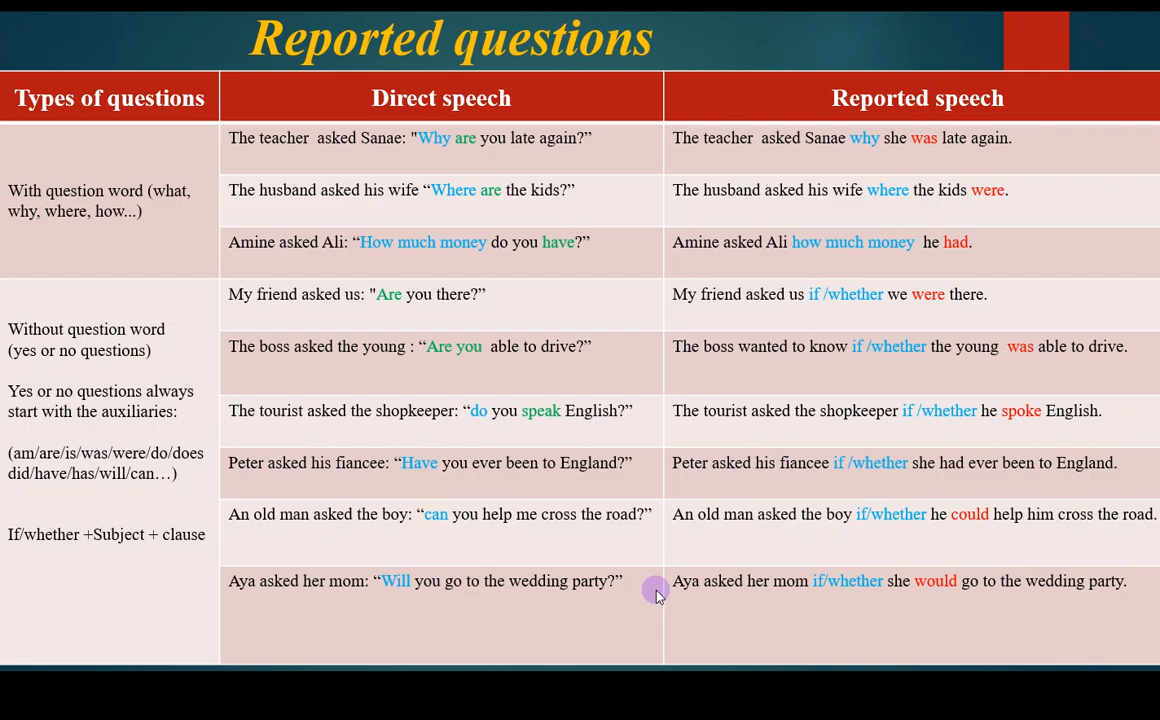 Reported questions
Types of questions
Direct speech
Reported speech
With question word (what,
why, where, how...)
The teacher  asked Sanae: "Why are you late again?”
The teacher  asked Sanae why she was late again.
The husband asked his wife “Where are the kids?”
The husband asked his wife where the kids were.
Amine asked Ali: “How much money do you have?”
Amine asked Ali how much money  he had.
Without question word
(yes or no questions)
Yes or no questions always
start with the auxiliaries:
(am/are/is/was/were/do/does
did/have/has/will/can…)
If/whether +Subject + clause
My friend asked us: "Are you there?”
My friend asked us if /whether we were there.
The boss asked the young : “Are you  able to drive?”
The boss wanted to know if /whether the young  was able to drive.
The tourist asked the shopkeeper: “do you speak English?”
The tourist asked the shopkeeper if /whether he spoke English.
Peter asked his fiancee: “Have you ever been to England?”
Peter asked his fiancee if /whether she had ever been to England.
An old man asked the boy: “can you help me cross the road?”
An old man asked the boy if/whether he could help him cross the road.
Aya asked her mom: “Will you go to the wedding party?”
Aya asked her mom if/whether she would go to the wedding party.